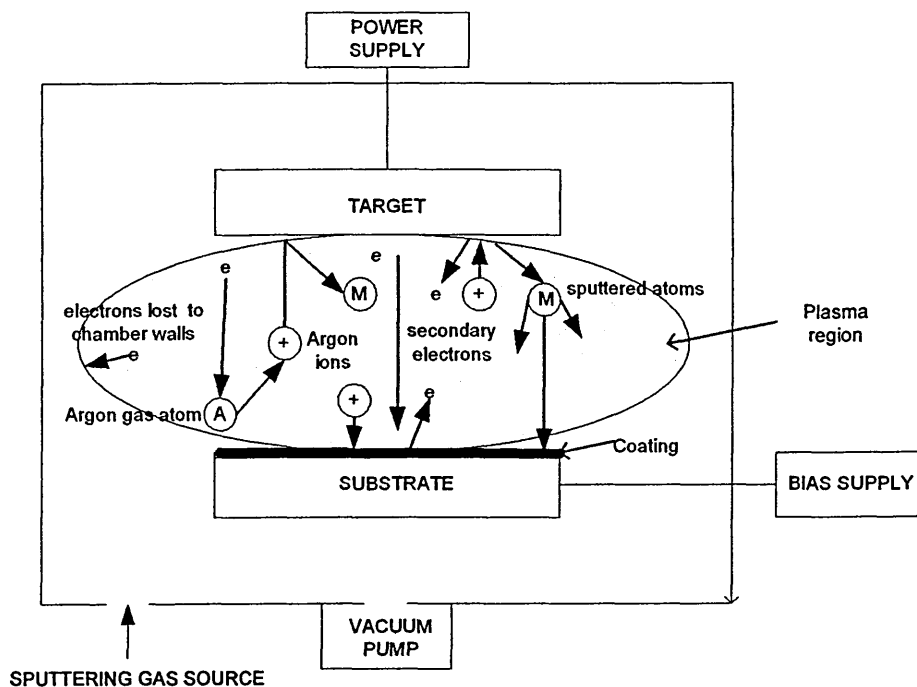 POWER
SUPPLY
TARGET
e
e
M
e
+
M
sputtered atoms
electrons lost to
chamber walls
e
+
Argon
ions
secondary
electrons
Plasma
region
Argon gas atom
A
+
e
Coating
SUBSTRATE
BIAS SUPPLY
VACUUM
PUMP
SPUTTERING GAS SOURCE